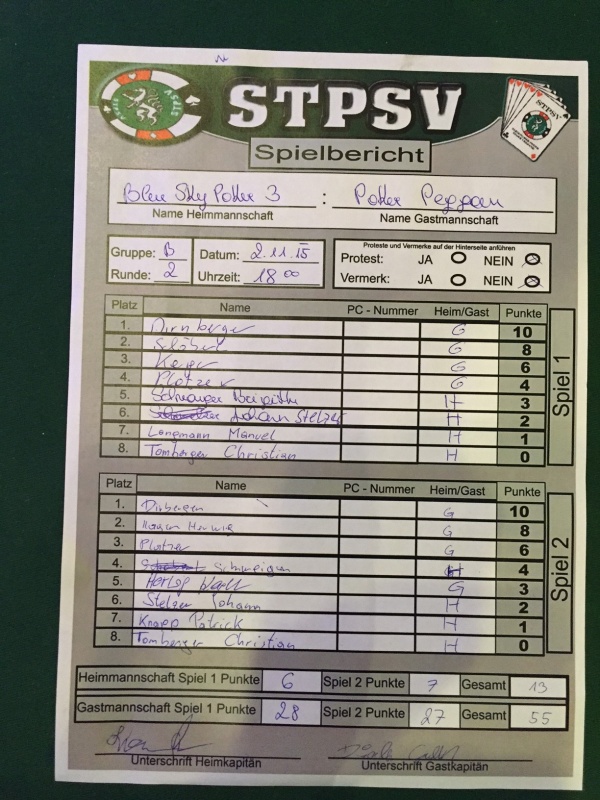 STPSV
Spielbericht
Blue Sky Poker 3 : Poker
Name Heimmannschaft Name Gastmannschaft
Gruppe: B Datum: 2.11.15
Runde: 2 Uhrzeit: 18 00
Proteste und Vermerke auf der Hinterseite anführen
Protest: JA NEIN
Vermerk: JA NEIN
Platz Name PC - Nummer Heim/Gast Punkte
1. Dirnberger G 10
2. G 8
3. G 6
4. Platzer G 4
5. H 3
6. Johann Stelzer H 2
7. Langmann Manuel H 1
8. Tomberger Christian H 0
Spiel 1
Platz Name PC - Nummer Heim/Gast Punkte
1. G 10
2. G 8
3. Platzer G 6
4. H 4
5. G 3
6. Stelzer Johann H 2
7. Knapp Patrick H 1
8. Tomberger Christian H 0
Spiel 2
Heimmannschaft Spiel 1 Punkte 6 Spiel 2 Punkte 7 Gesamt 13
Gastmannschaft Spiel 1 Punkte 28 Spiel 2 Punkte 27 Gesamt 55
Unterschrift Heimkapitän Unterschrift Gastkapitän